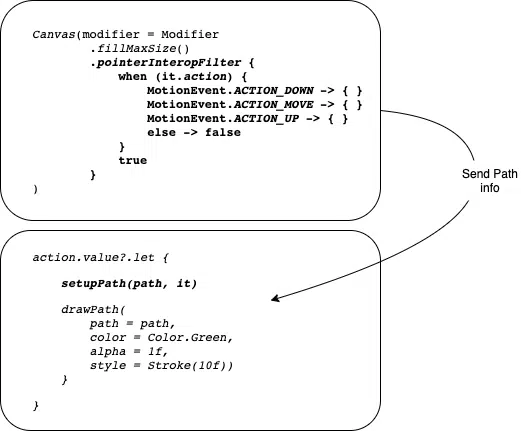 Canvas(modifier = Modifier
.fillMaxSize()
.pointerInteropFilter {
when (it.action) {
MotionEvent.ACTION_DOWN -> { }
MotionEvent.ACTION_MOVE -> { }
MotionEvent.ACTION_UP -> { }
else -> false
}
true
}
)
Send Path
info
action.value?.let {
setupPath(path, it)
drawPath(
path = path,
color = Color.Green,
alpha = 1f,
style = Stroke(10f))
}
}